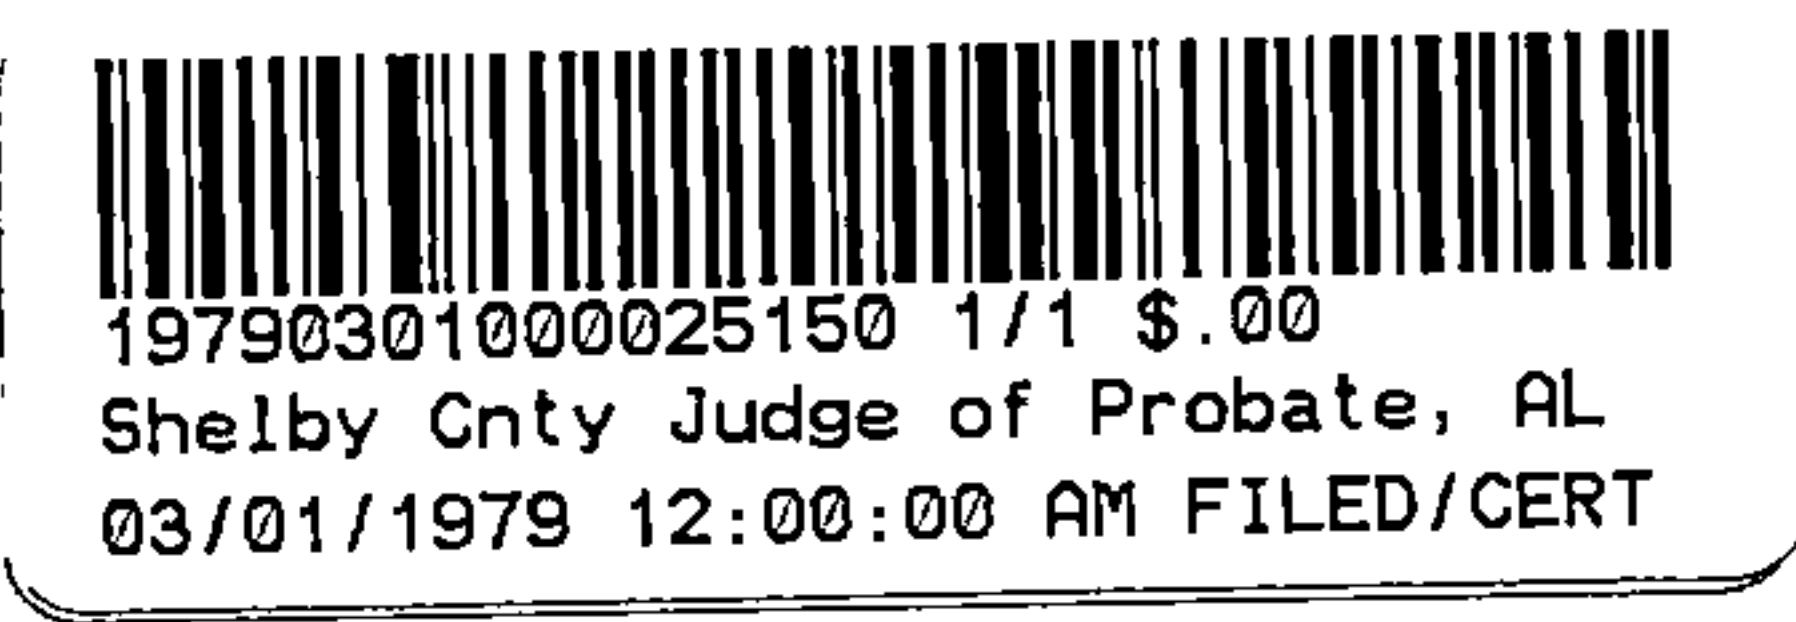 19790301000025150 1/1 $.00
Shelby Cnty Judge of Probate, AL
03/01/1979 12:00:00 AM FILED/CERT